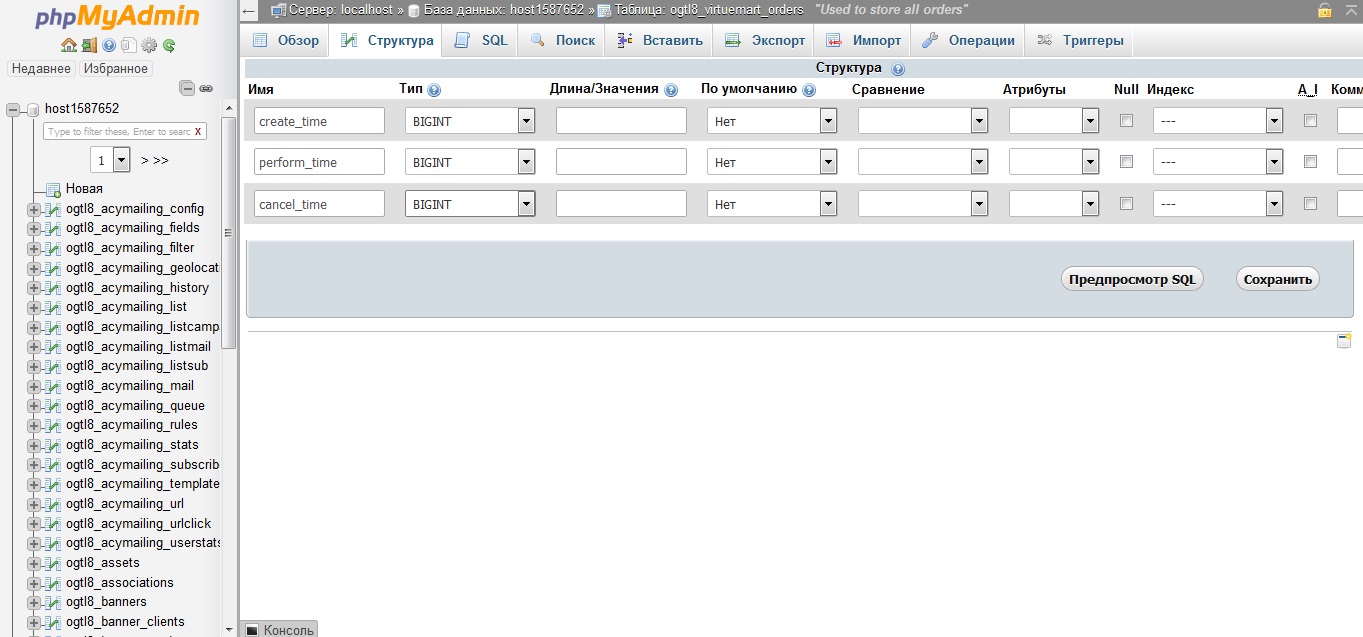 phpMyAdmin
Недавнее Избранное
host1587652
Type to filter these, Enter to searc X
1 > >>
Новая
ogtl8_acymailing_config
ogtl8_acymailing_fields
ogtl8_acymailing_filter
ogtl8_acymailing_geolocati
ogtl8_acymailing_history
ogtl8_acymailing_list
ogtl8_acymailing_listcamp
ogtl8_acymailing_listmail
ogtl8_acymailing_listsub
ogtl8_acymailing_mail
ogtl8_acymailing_queue
ogtl8_acymailing_rules
ogtl8_acymailing_stats
ogtl8_acymailing_subscrib
ogtl8_acymailing_template
ogtl8_acymailing_url
ogtl8_acymailing_urlclick
ogtl8_acymailing_userstats
ogtl8_assets
ogtl8_associations
ogtl8_banners
ogtl8_banner_clients
Сервер: localhost » База данных: host1587652 » Таблица: ogtl8_virtuemart_orders "Used to store all orders"
Обзор Структура SQL Поиск Вставить Экспорт Импорт Операции Триггеры
Структура
Имя Тип Длина/Значения По умолчанию Сравнение Атрибуты Null Индекс A_I Комм
create_time BIGINT Нет ---
perform_time BIGINT Нет ---
cancel_time BIGINT Нет ---
Предпросмотр SQL Сохранить
Консоль